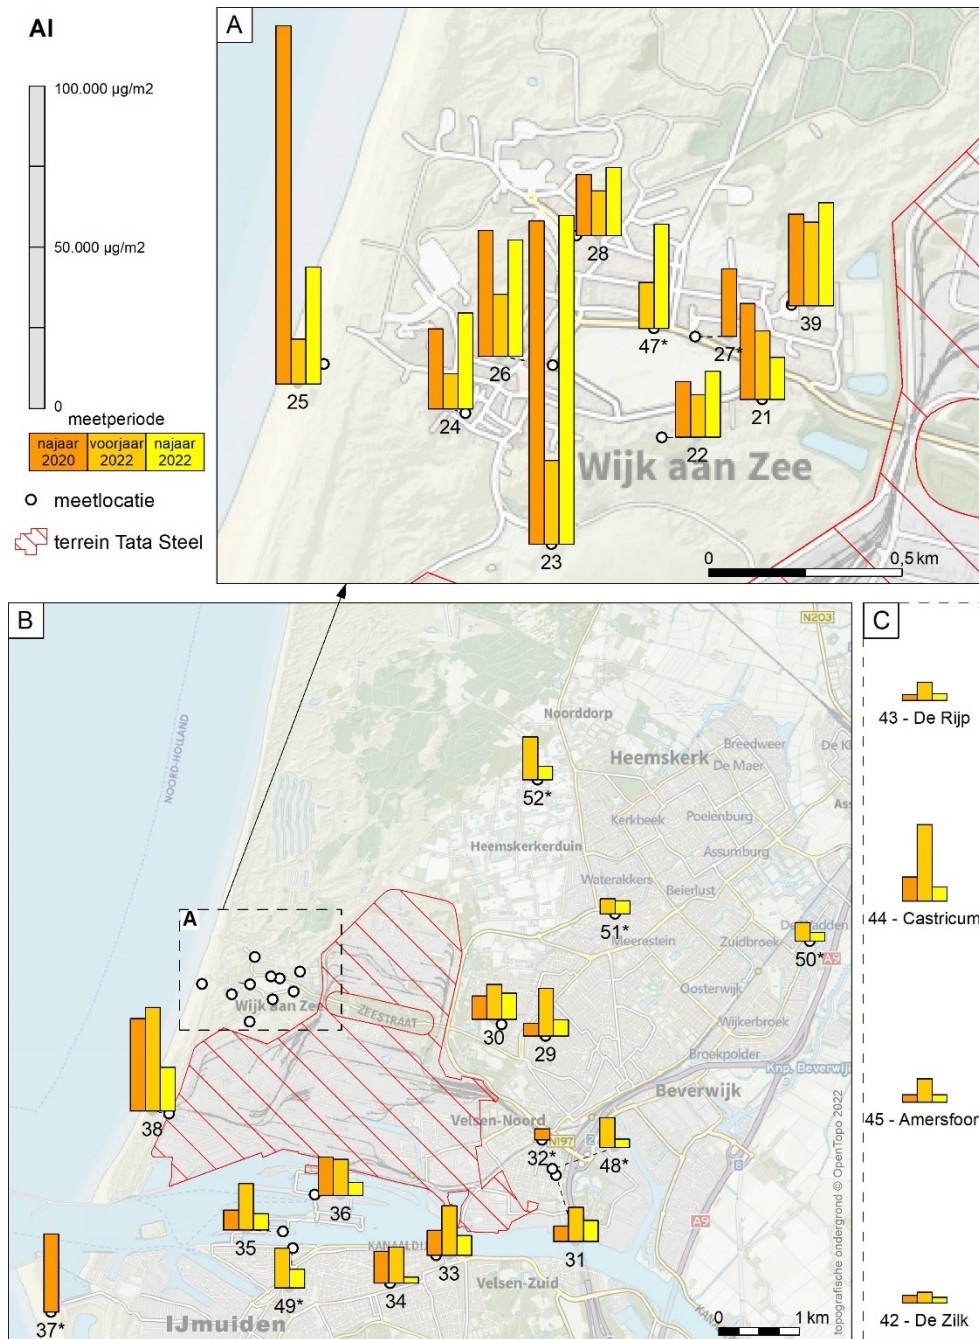 Al
100.000 µg/m2
50.000 µg/m2
0
meetperiode
najaar 2020
voorjaar 2022
najaar 2022
meetlocatie
terrein Tata Steel
A
28
26
47*
27*
39
25
24
21
22
Wijk aan Zee
23
0
0,5 km
B
N203
NOORD-HOLLAND
Noorddorp
Heemskerk
Breedweer
De Maer
52*
Kerkbeek
Poelenburg
Heemskerkerduin
Assumburg
Waterakkers
Beierlust
51*
Meerestein
Zuidbroek
50*
A9
A
Oosterwijk
Wijk aan Zee
ZEESTRAAT
30
29
Wijkerbroek
Broekpolder
Knp. Beverwijk
Beverwijk
38
Velsen-Noord
N197
32*
48*
36
35
A9
31
33
Velsen-Zuid
34
49*
IJmuiden
37*
0
1 km
topografische ondergrond © OpenTopo 2022
C
43 - De Rijp
44 - Castricum
45 - Amersfoor
42 - De Zilk